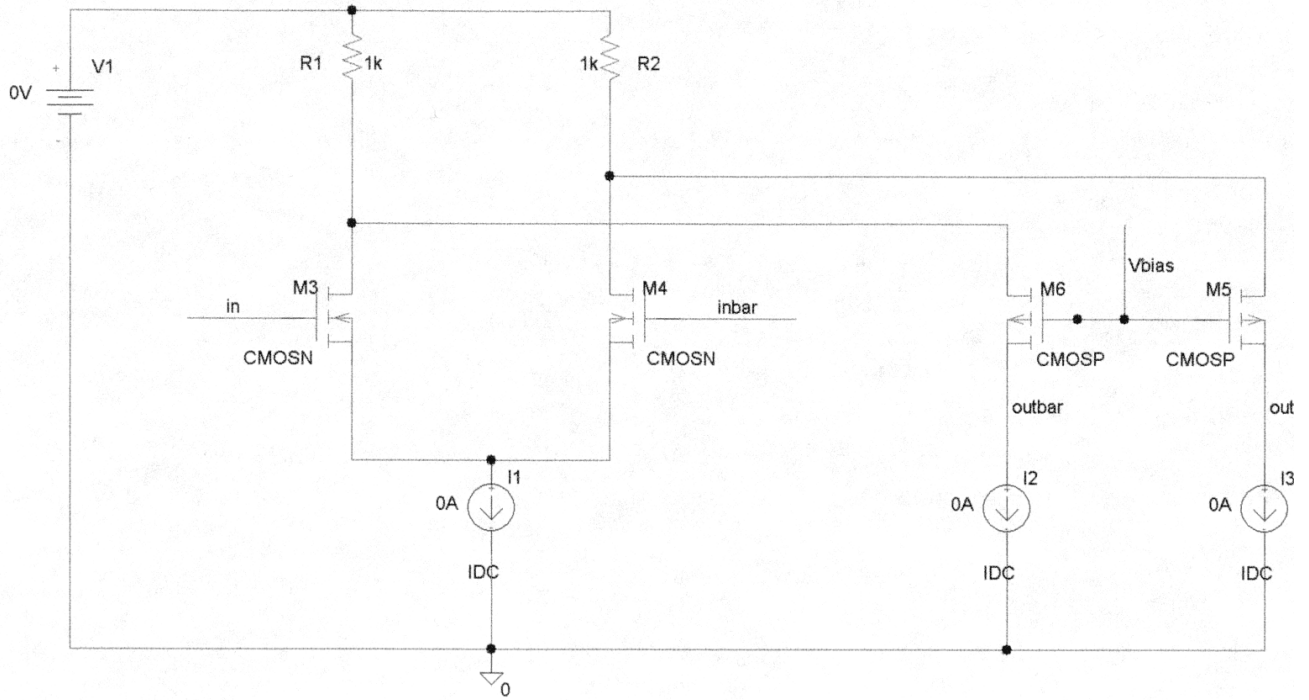 R1 1k
1k R2
+ V1
0V
-
M3
in
CMOSN
M4
inbar
CMOSN
Vbias
M6
CMOSP
M5
CMOSP
outbar
out
I1
0A
IDC
I2
0A
IDC
I3
0A
IDC
0